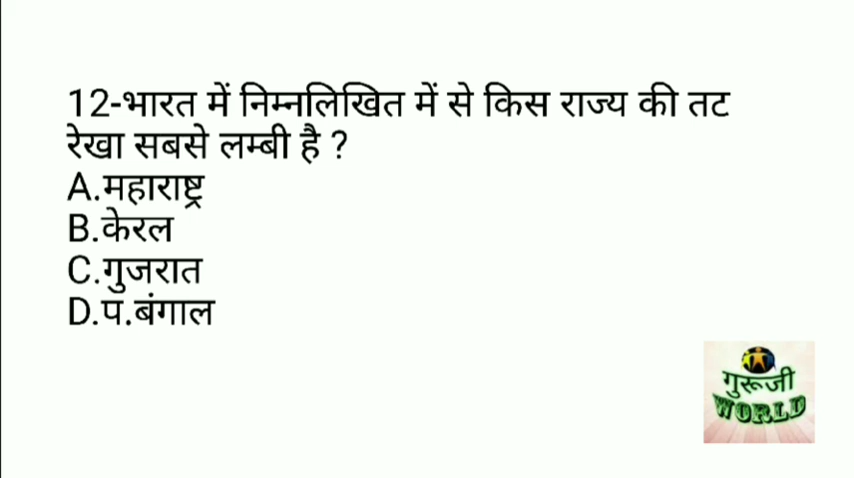 12-भारत में निम्नलिखित में से किस राज्य की तट
रेखा सबसे लम्बी है ?
A.महाराष्ट्र
B.केरल
C.गुजरात
D.प.बंगाल
गुरूजी
WORLD